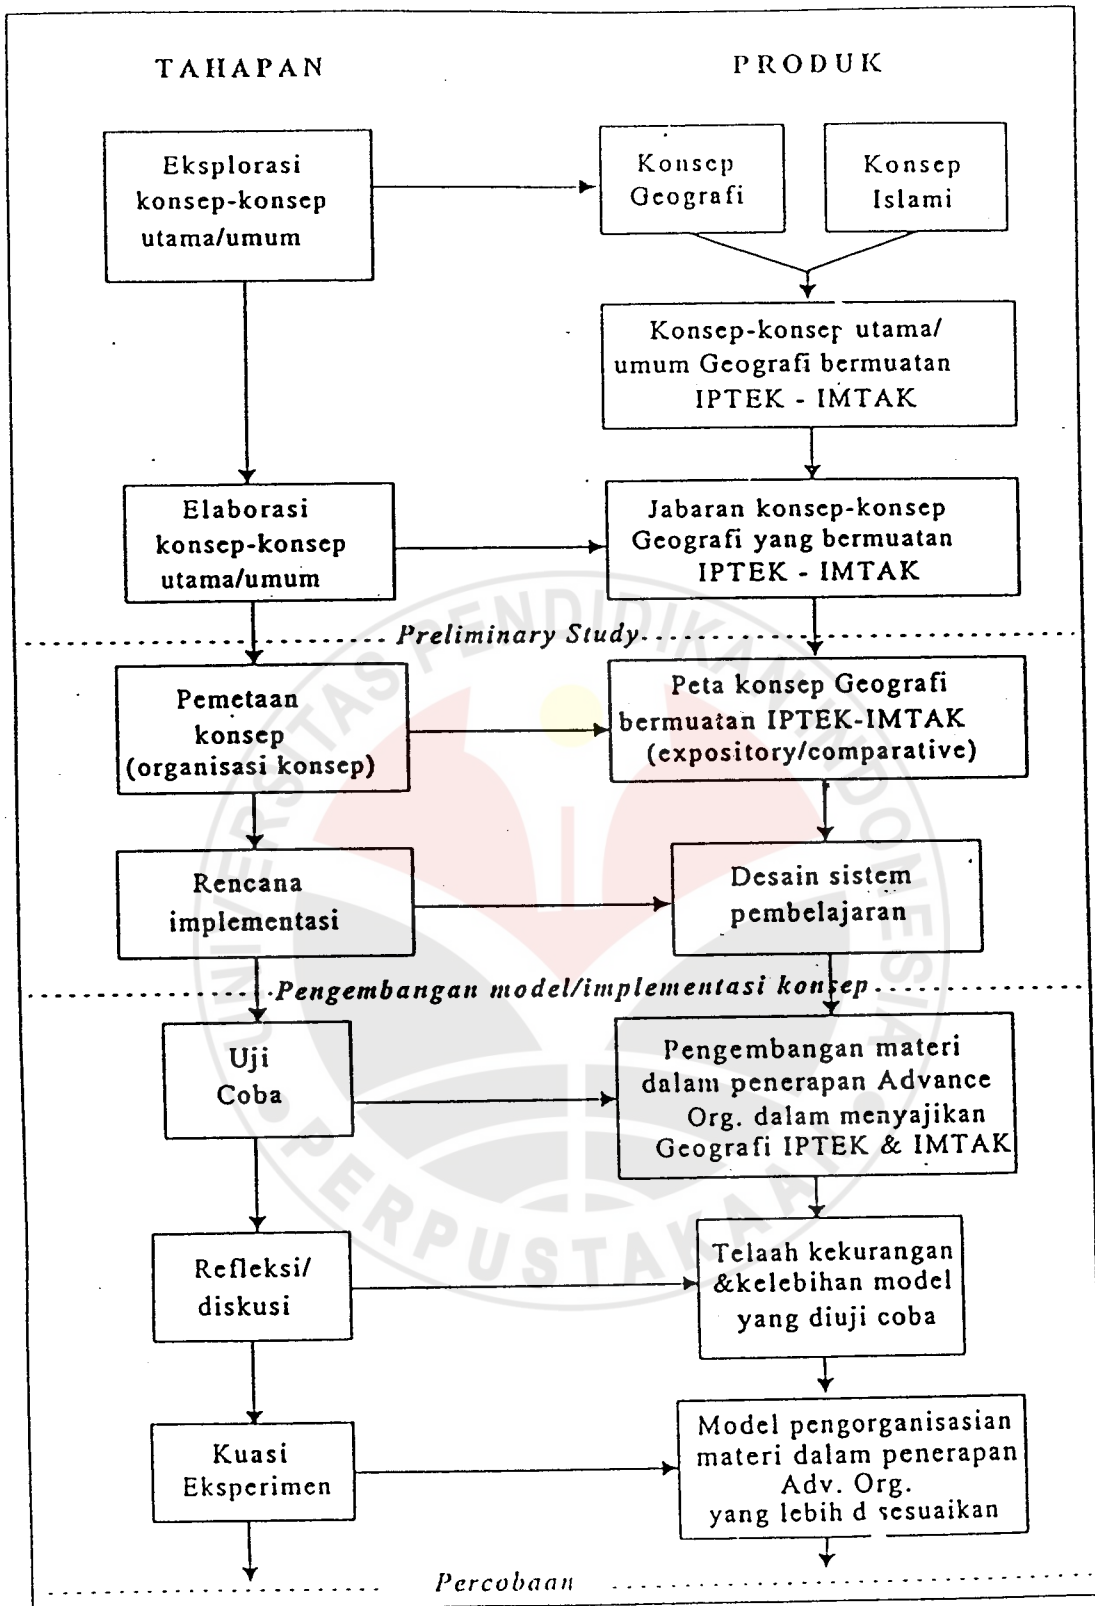 TAHAPAN
PRODUK
Eksplorasi
konsep-konsep
utama/umum
Konsep
Geografi
Konsep
Islami
Konsep-konsep utama/
umum Geografi bermuatan
IPTEK - IMTAK
Elaborasi
konsep-konsep
utama/umum
Jabaran konsep-konsep
Geografi yang bermuatan
IPTEK - IMTAK
Preliminary Study
Pemetaan
konsep
(organisasi konsep)
Peta konsep Geografi
bermuatan IPTEK-IMTAK
(expository/comparative)
Rencana
implementasi
Desain sistem
pembelajaran
Pengembangan model/implementasi konsep
Uji
Coba
Pengembangan materi
dalam penerapan Advance
Org. dalam menyajikan
Geografi IPTEK & IMTAK
Refleksi/
diskusi
Telaah kekurangan
&kelebihan model
yang diuji coba
Kuasi
Eksperimen
Model pengorganisasian
materi dalam penerapan
Adv. Org.
yang lebih d sesuaikan
Percobaan
UNIVERSITAS PENDIDIKAN INDONESIA
PERPUSTAKAAN